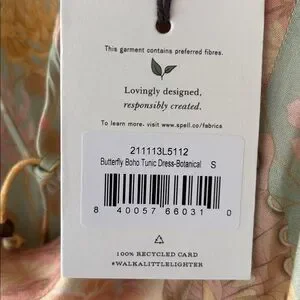 This garment contains preferred fibres.
Lovingly designed,
responsibly created.
To learn more, visit www.spell.co/fabrics
211113L5112
Butterfly Boho Tunic Dress-Botanical S
8 40057 66031 0
100% RECYCLED CARD
#WALKALITTLELIGHTER